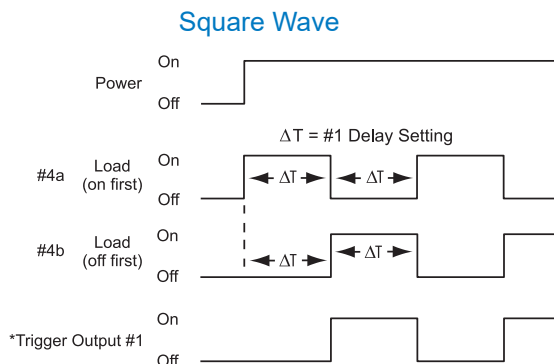 Square Wave
On
Power
Off
ΔT = #1 Delay Setting
On
#4a Load
(on first)
ΔT ΔT
Off
On
#4b Load
(off first)
ΔT ΔT
Off
On
*Trigger Output #1
Off